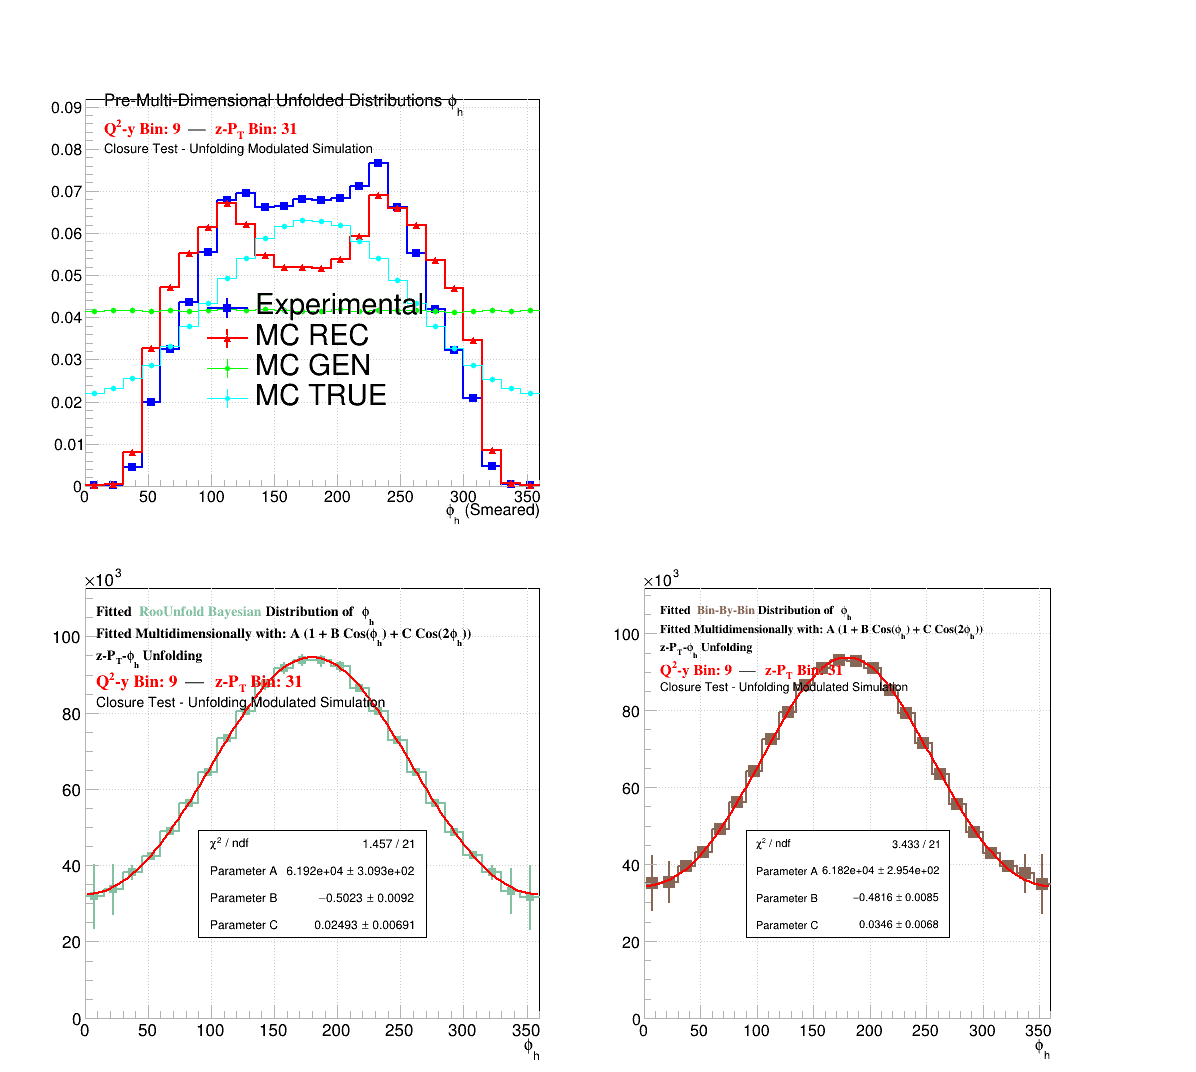 Pre-Multi-Dimensional Unfolded Distributions ϕh
Q²-y Bin: 9 — z-PT Bin: 31
Closure Test - Unfolding Modulated Simulation
0.09
0.08
0.07
0.06
0.05
0.04
0.03
0.02
0.01
0
Experimental
MC REC
MC GEN
MC TRUE
0 50 100 150 200 250 300 350
ϕh (Smeared)
×10³
Fitted RooUnfold Bayesian Distribution of ϕh
Fitted Multidimensionally with: A (1 + B Cos(ϕh) + C Cos(2ϕh))
z-PT-ϕh Unfolding
Q²-y Bin: 9 — z-PT Bin: 31
Closure Test - Unfolding Modulated Simulation
100
80
60
40
20
0
χ² / ndf 1.457 / 21
Parameter A 6.192e+04 ± 3.093e+02
Parameter B −0.5023 ± 0.0092
Parameter C 0.02493 ± 0.00691
0 50 100 150 200 250 300 350
ϕh
×10³
Fitted Bin-By-Bin Distribution of ϕh
Fitted Multidimensionally with: A (1 + B Cos(ϕh) + C Cos(2ϕh))
z-PT-ϕh Unfolding
Q²-y Bin: 9 — z-PT Bin: 31
Closure Test - Unfolding Modulated Simulation
100
80
60
40
20
0
χ² / ndf 3.433 / 21
Parameter A 6.182e+04 ± 2.954e+02
Parameter B −0.4816 ± 0.0085
Parameter C 0.0346 ± 0.0068
0 50 100 150 200 250 300 350
ϕh